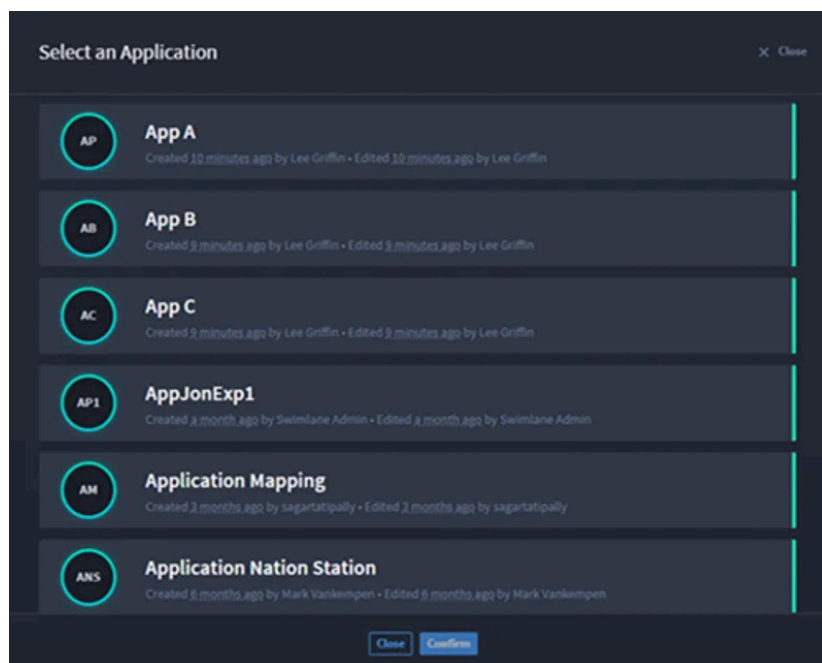 Select an Application
× Close
AP
App A
Created 10 minutes ago by Lee Griffin • Edited 10 minutes ago by Lee Griffin
AB
App B
Created 9 minutes ago by Lee Griffin • Edited 9 minutes ago by Lee Griffin
AC
App C
Created 9 minutes ago by Lee Griffin • Edited 9 minutes ago by Lee Griffin
AP1
AppJonExp1
Created a month ago by Swimlane Admin • Edited a month ago by Swimlane Admin
AM
Application Mapping
Created 3 months ago by sagartatipally • Edited 3 months ago by sagartatipally
ANS
Application Nation Station
Created 6 months ago by Mark Vankempen • Edited 6 months ago by Mark Vankempen
Close Confirm